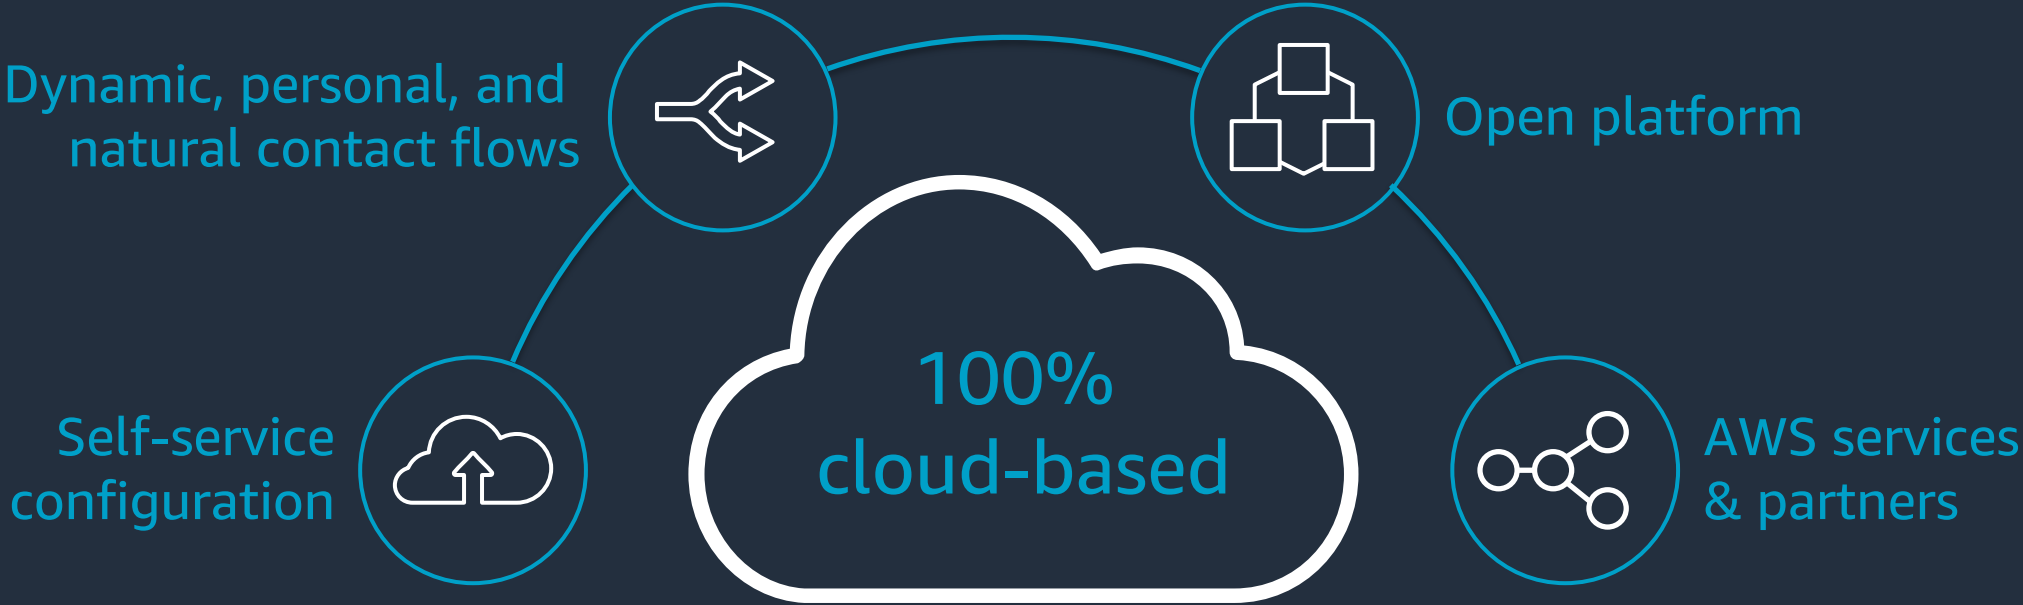 Dynamic, personal, and
natural contact flows
Open platform
100%
cloud-based
Self-service
configuration
AWS services
& partners